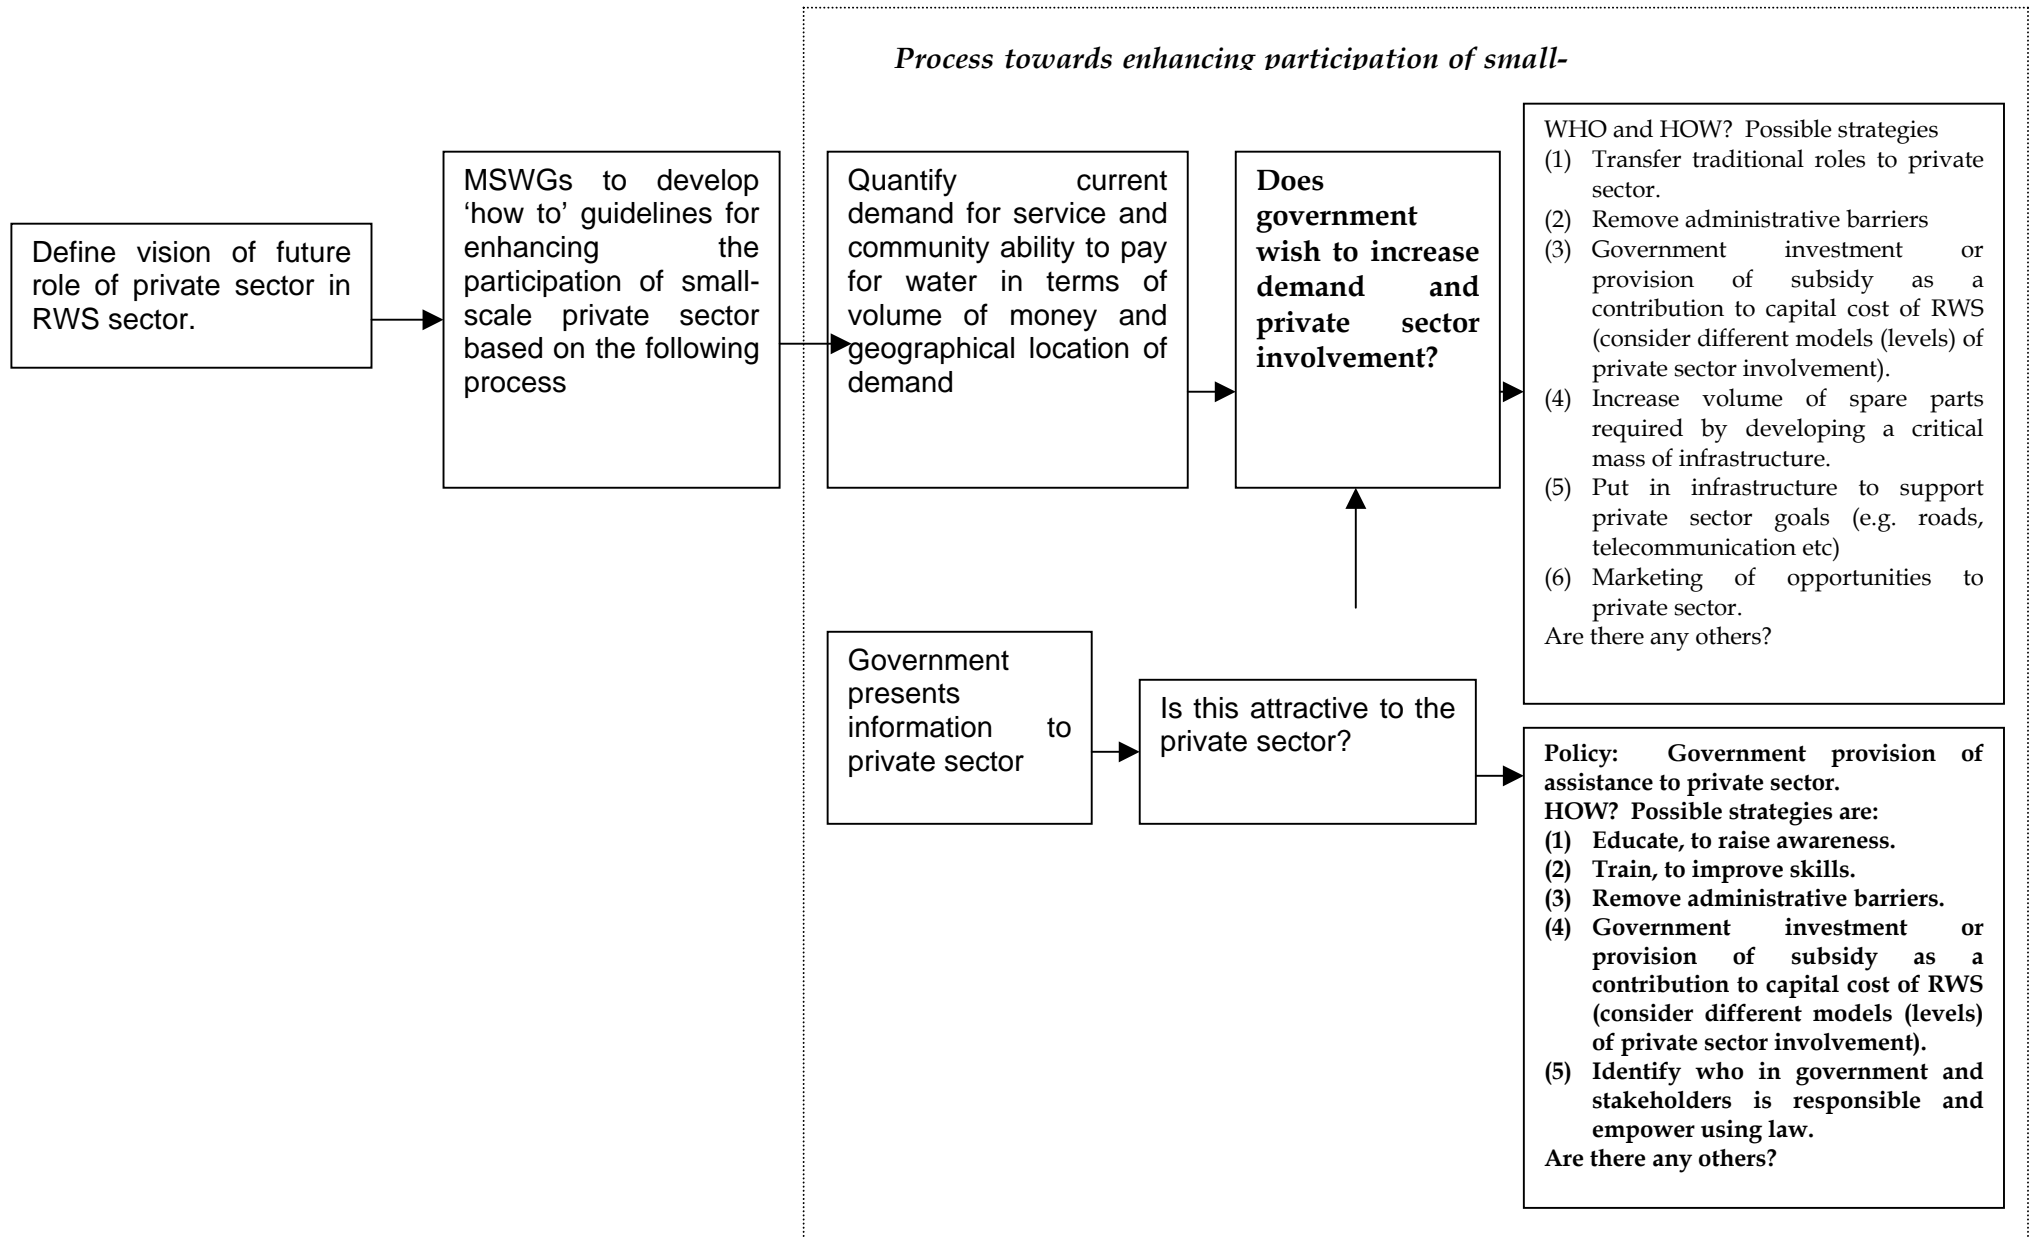 Process towards enhancing participation of small-
Define vision of future
role of private sector in
RWS sector.
MSWGs to develop
‘how to’ guidelines for
enhancing the
participation of small-
scale private sector
based on the following
process
Quantify current
demand for service and
community ability to pay
for water in terms of
volume of money and
geographical location of
demand
Does
government
wish to increase
demand and
private sector
involvement?
WHO and HOW? Possible strategies
(1) Transfer traditional roles to private
sector.
(2) Remove administrative barriers
(3) Government investment or
provision of subsidy as a
contribution to capital cost of RWS
(consider different models (levels) of
private sector involvement).
(4) Increase volume of spare parts
required by developing a critical
mass of infrastructure.
(5) Put in infrastructure to support
private sector goals (e.g. roads,
telecommunication etc)
(6) Marketing of opportunities to
private sector.
Are there any others?
Government
presents
information to
private sector
Is this attractive to the
private sector?
Policy: Government provision of
assistance to private sector.
HOW? Possible strategies are:
(1) Educate, to raise awareness.
(2) Train, to improve skills.
(3) Remove administrative barriers.
(4) Government investment or
provision of subsidy as a
contribution to capital cost of RWS
(consider different models (levels)
of private sector involvement).
(5) Identify who in government and
stakeholders is responsible and
empower using law.
Are there any others?